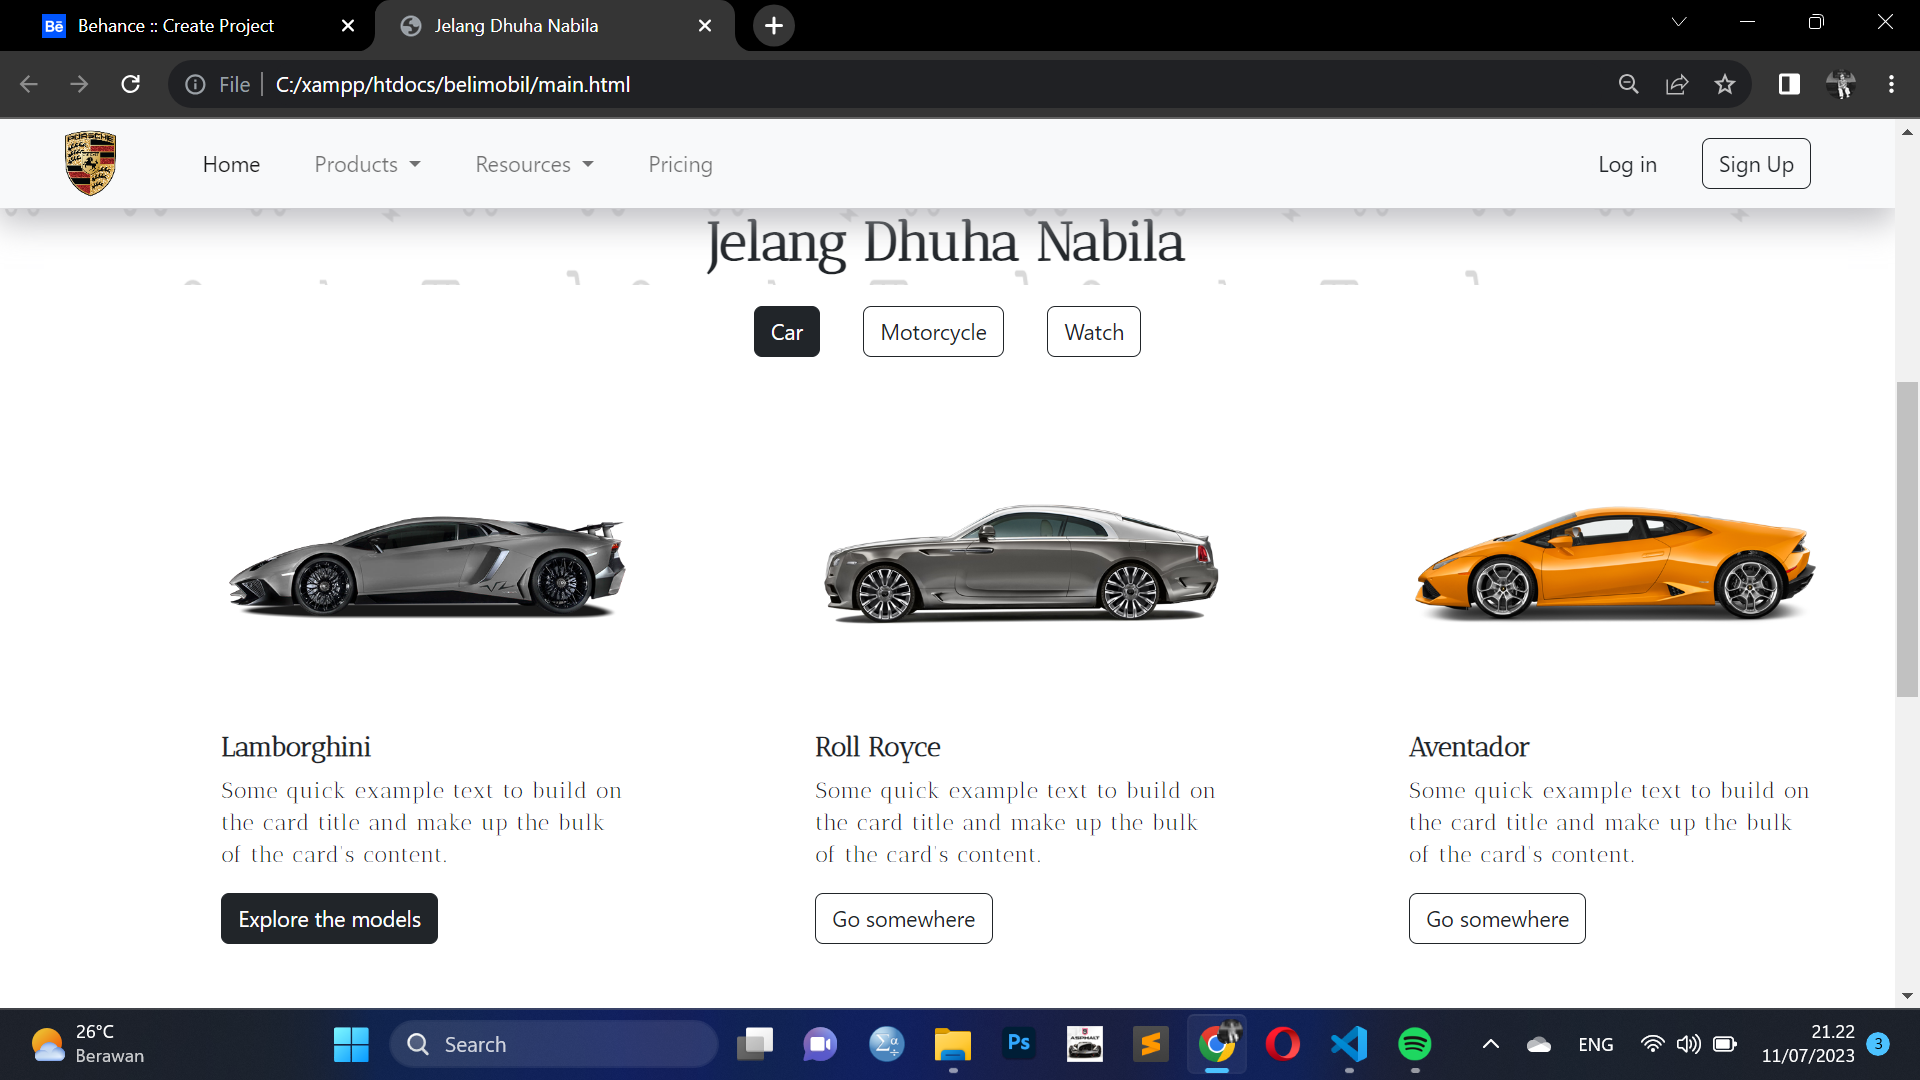 Bē Behance :: Create Project
Jelang Dhuha Nabila
File C:/xampp/htdocs/belimobil/main.html
PORSCHE
Home Products Resources Pricing Log in Sign Up
Jelang Dhuha Nabila
Car Motorcycle Watch
Lamborghini
Some quick example text to build on
the card title and make up the bulk
of the card's content.
Explore the models
Roll Royce
Some quick example text to build on
the card title and make up the bulk
of the card's content.
Go somewhere
Aventador
Some quick example text to build on
the card title and make up the bulk
of the card's content.
Go somewhere
26°C
Berawan
Search
Ps
ASPHALT
ENG
21.22
11/07/2023
3